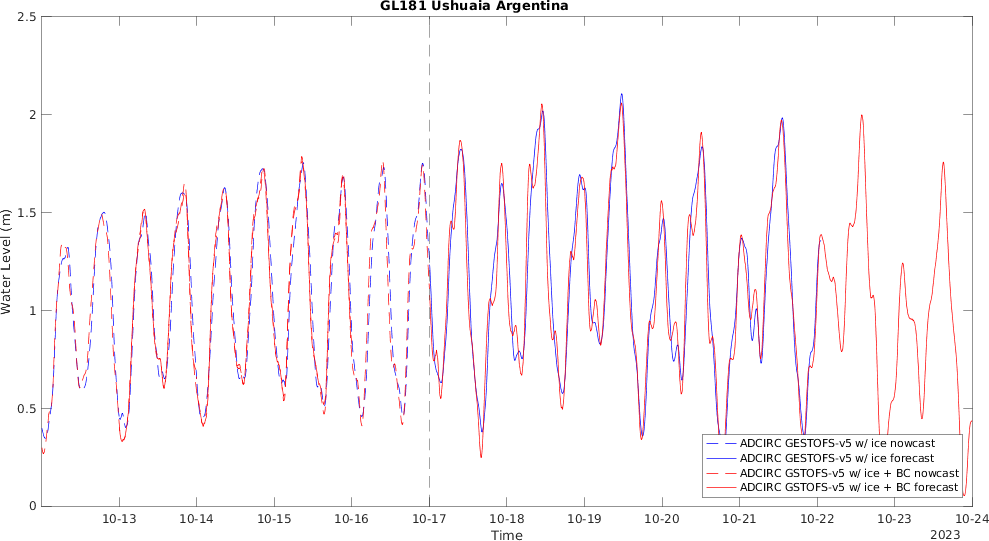 GL181 Ushuaia Argentina
2.5
2
1.5
1
0.5
0
Water Level (m)
10-13 10-14 10-15 10-16 10-17 10-18 10-19 10-20 10-21 10-22 10-23 10-24
Time
2023
ADCIRC GESTOFS-v5 w/ ice nowcast
ADCIRC GESTOFS-v5 w/ ice forecast
ADCIRC GSTOFS-v5 w/ ice + BC nowcast
ADCIRC GSTOFS-v5 w/ ice + BC forecast